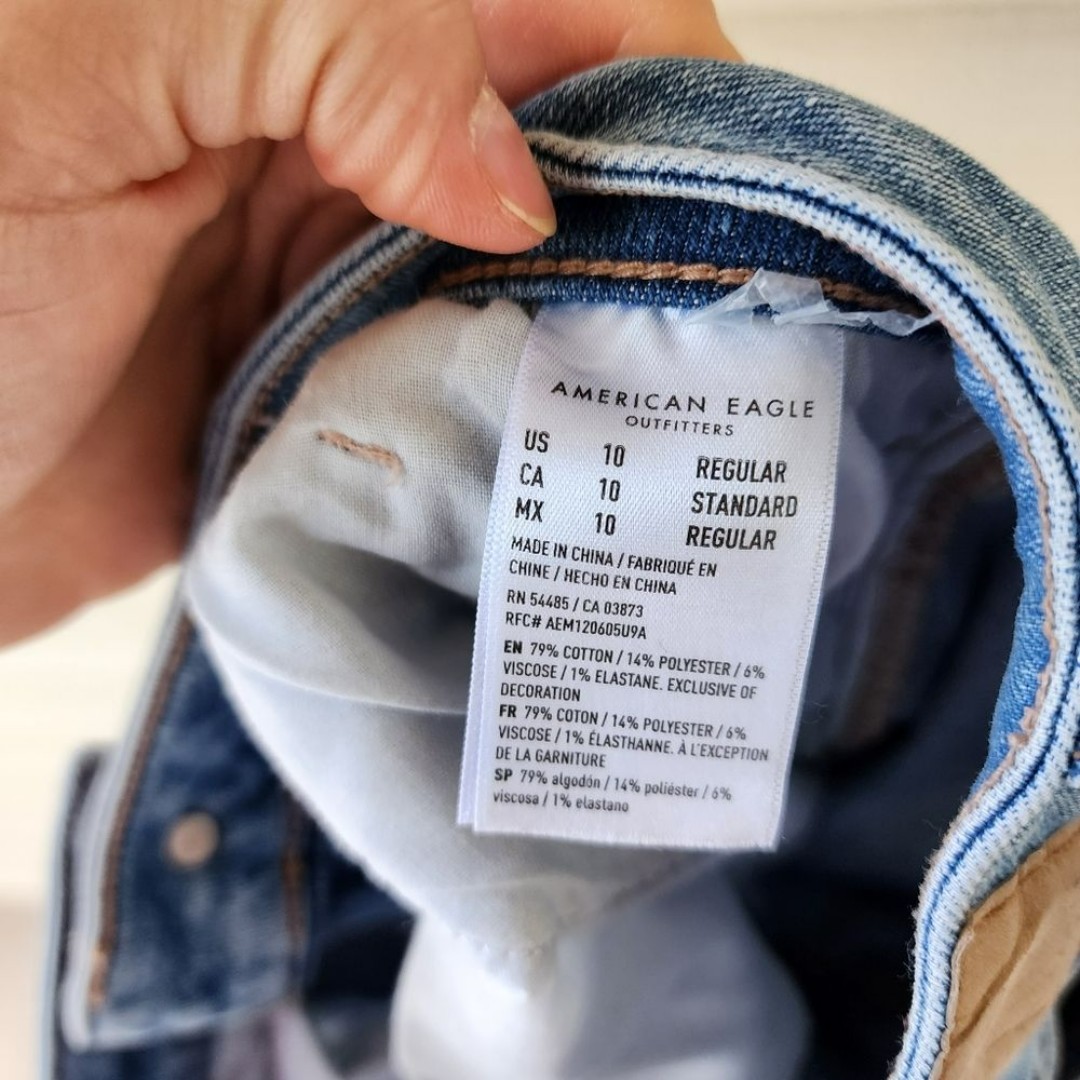 AMERICAN EAGLE
OUTFITTERS
US 10 REGULAR
CA 10 STANDARD
MX 10 REGULAR
MADE IN CHINA / FABRIQUÉ EN
CHINE / HECHO EN CHINA
RN 54485 / CA 03873
RFC# AEM120605U9A
EN 79% COTTON / 14% POLYESTER / 6%
VISCOSE / 1% ELASTANE. EXCLUSIVE OF
DECORATION
FR 79% COTON / 14% POLYESTER / 6%
VISCOSE / 1% ÉLASTHANNE. À L'EXCEPTION
DE LA GARNITURE
SP 79% algodón / 14% poliéster / 6%
viscosa / 1% elastano